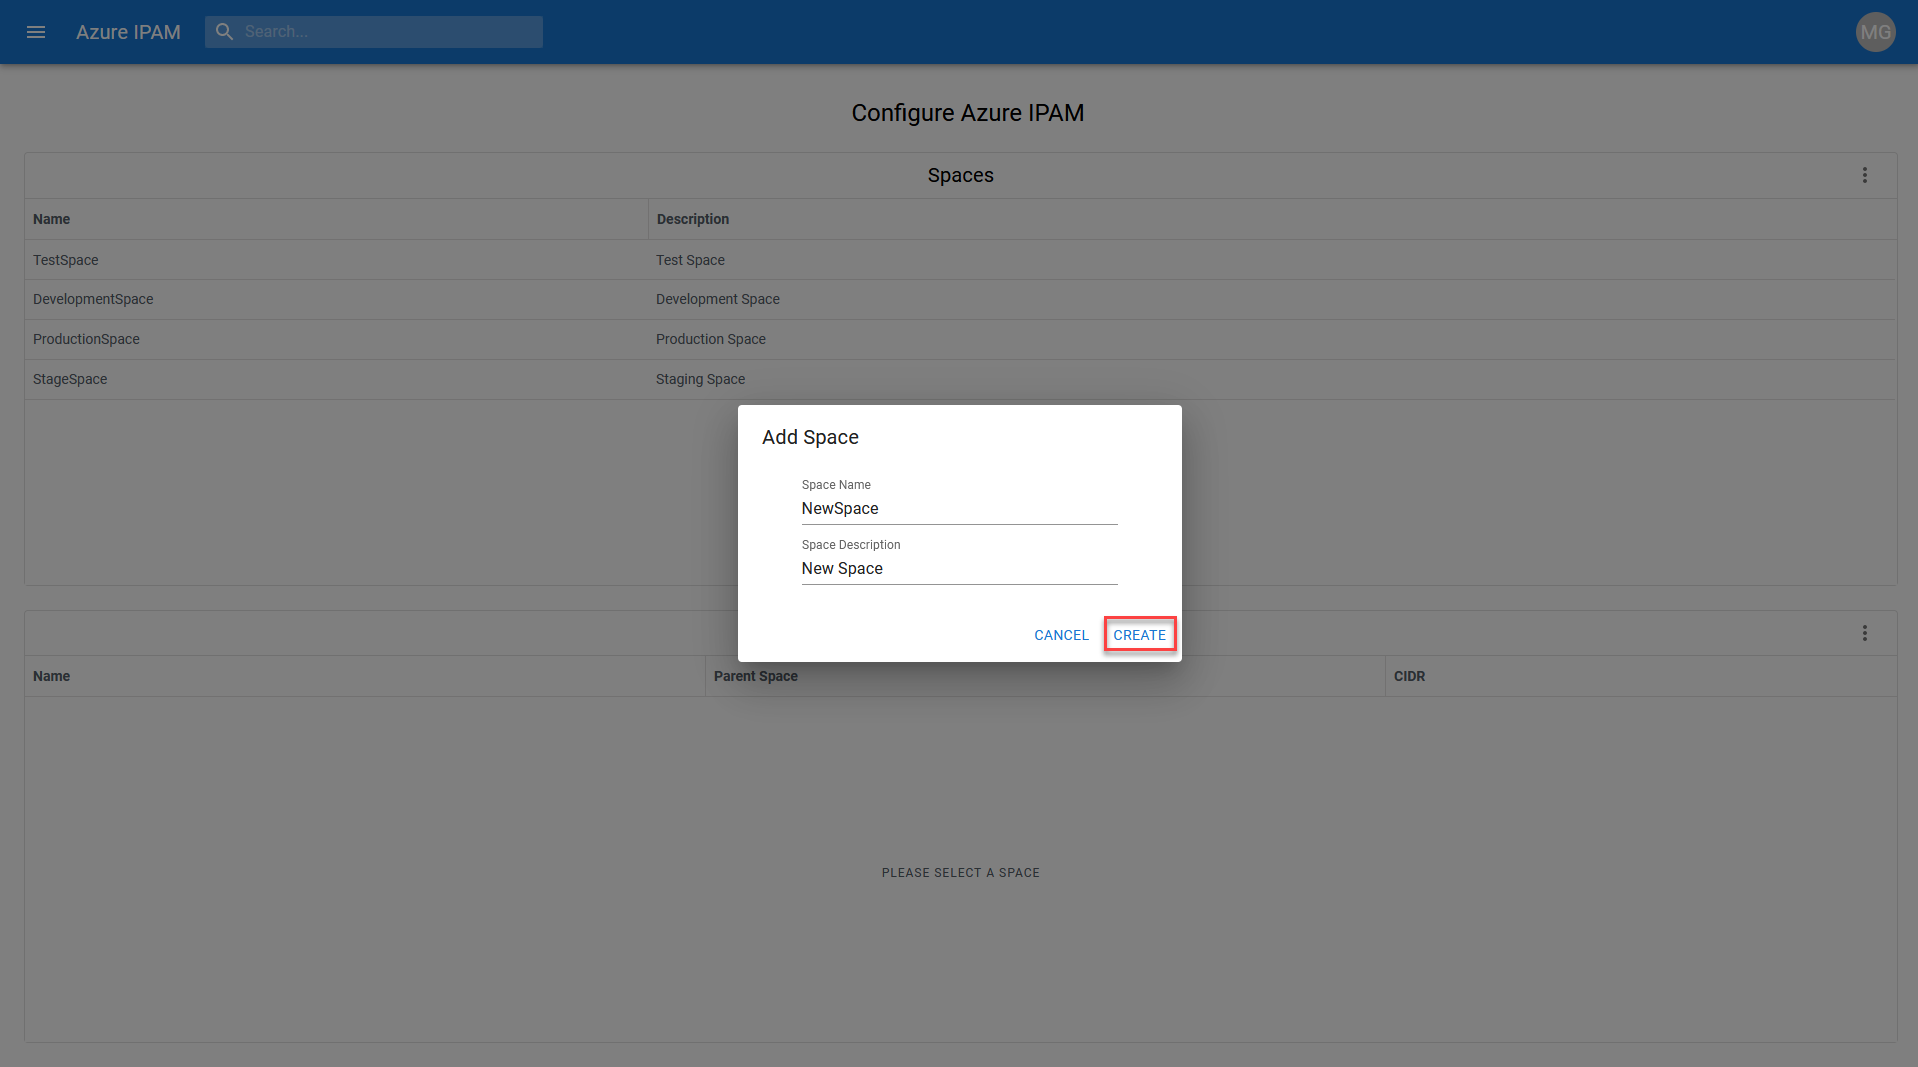 Azure IPAM
Search...
MG
Configure Azure IPAM
Spaces
Name
Description
TestSpace
Test Space
DevelopmentSpace
Development Space
ProductionSpace
Production Space
StageSpace
Staging Space
Add Space
Space Name
NewSpace
Space Description
New Space
CANCEL
CREATE
Name
Parent Space
CIDR
PLEASE SELECT A SPACE